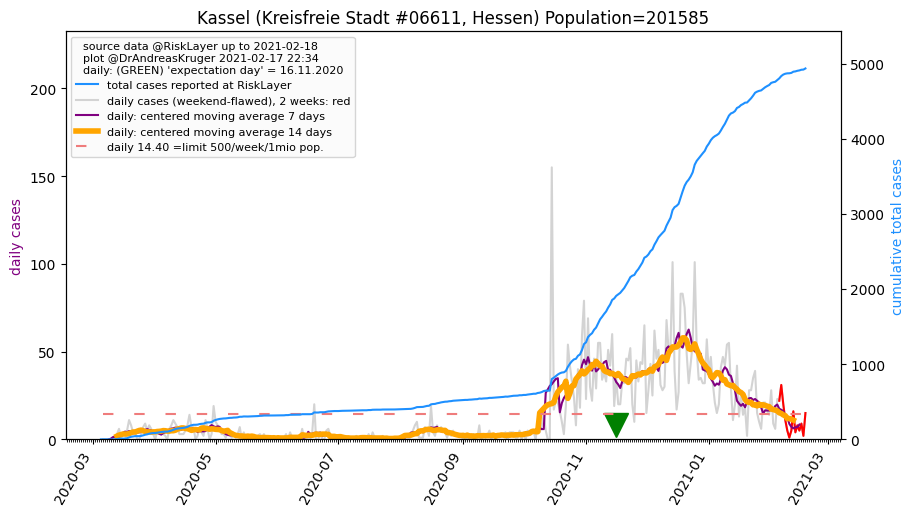 Kassel (Kreisfreie Stadt #06611, Hessen) Population=201585
source data @RiskLayer up to 2021-02-18
plot @DrAndreasKruger 2021-02-17 22:34
daily: (GREEN) 'expectation day' = 16.11.2020
total cases reported at RiskLayer
daily cases (weekend-flawed), 2 weeks: red
daily: centered moving average 7 days
daily: centered moving average 14 days
daily 14.40 =limit 500/week/1mio pop.
daily cases
200
150
100
50
0
cumulative total cases
5000
4000
3000
2000
1000
0
2020-03
2020-05
2020-07
2020-09
2020-11
2021-01
2021-03